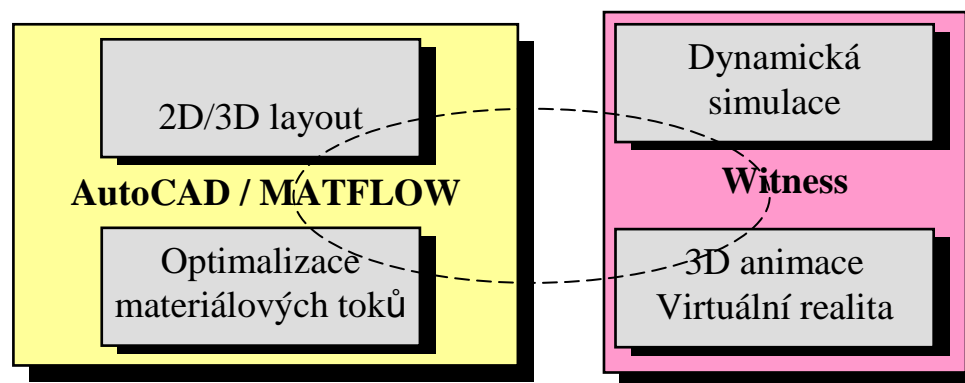 2D/3D layout
AutoCAD / MATFLOW
Optimalizace
materiálových toků
Dynamická
simulace
Witness
3D animace
Virtuální realita